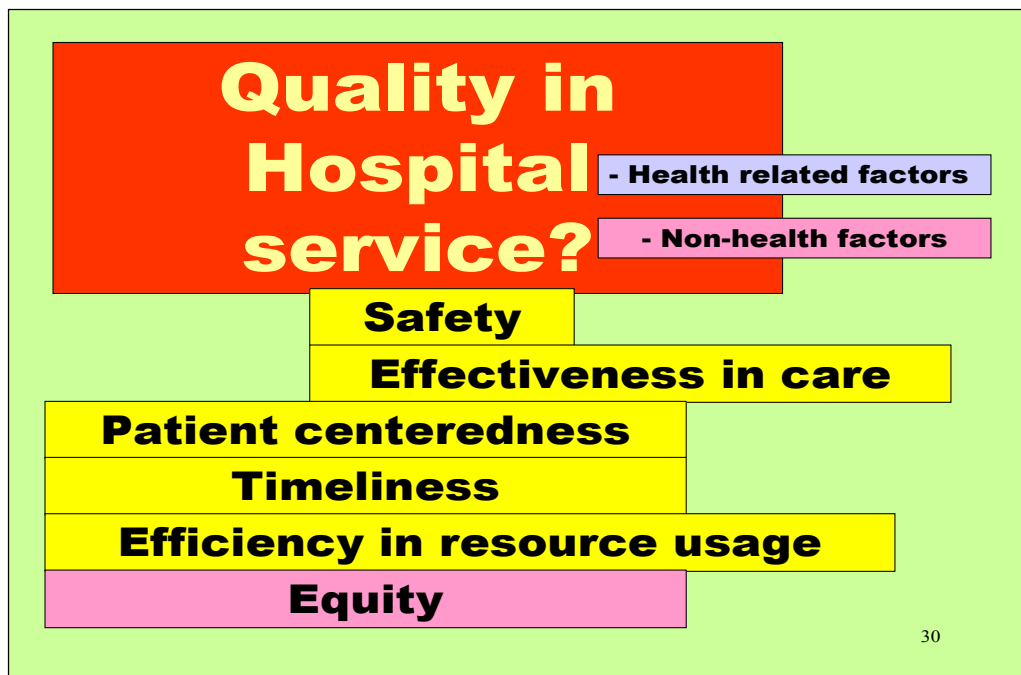 Quality in
Hospital
service?
- Health related factors
- Non-health factors
Safety
Effectiveness in care
Patient centeredness
Timeliness
Efficiency in resource usage
Equity
30